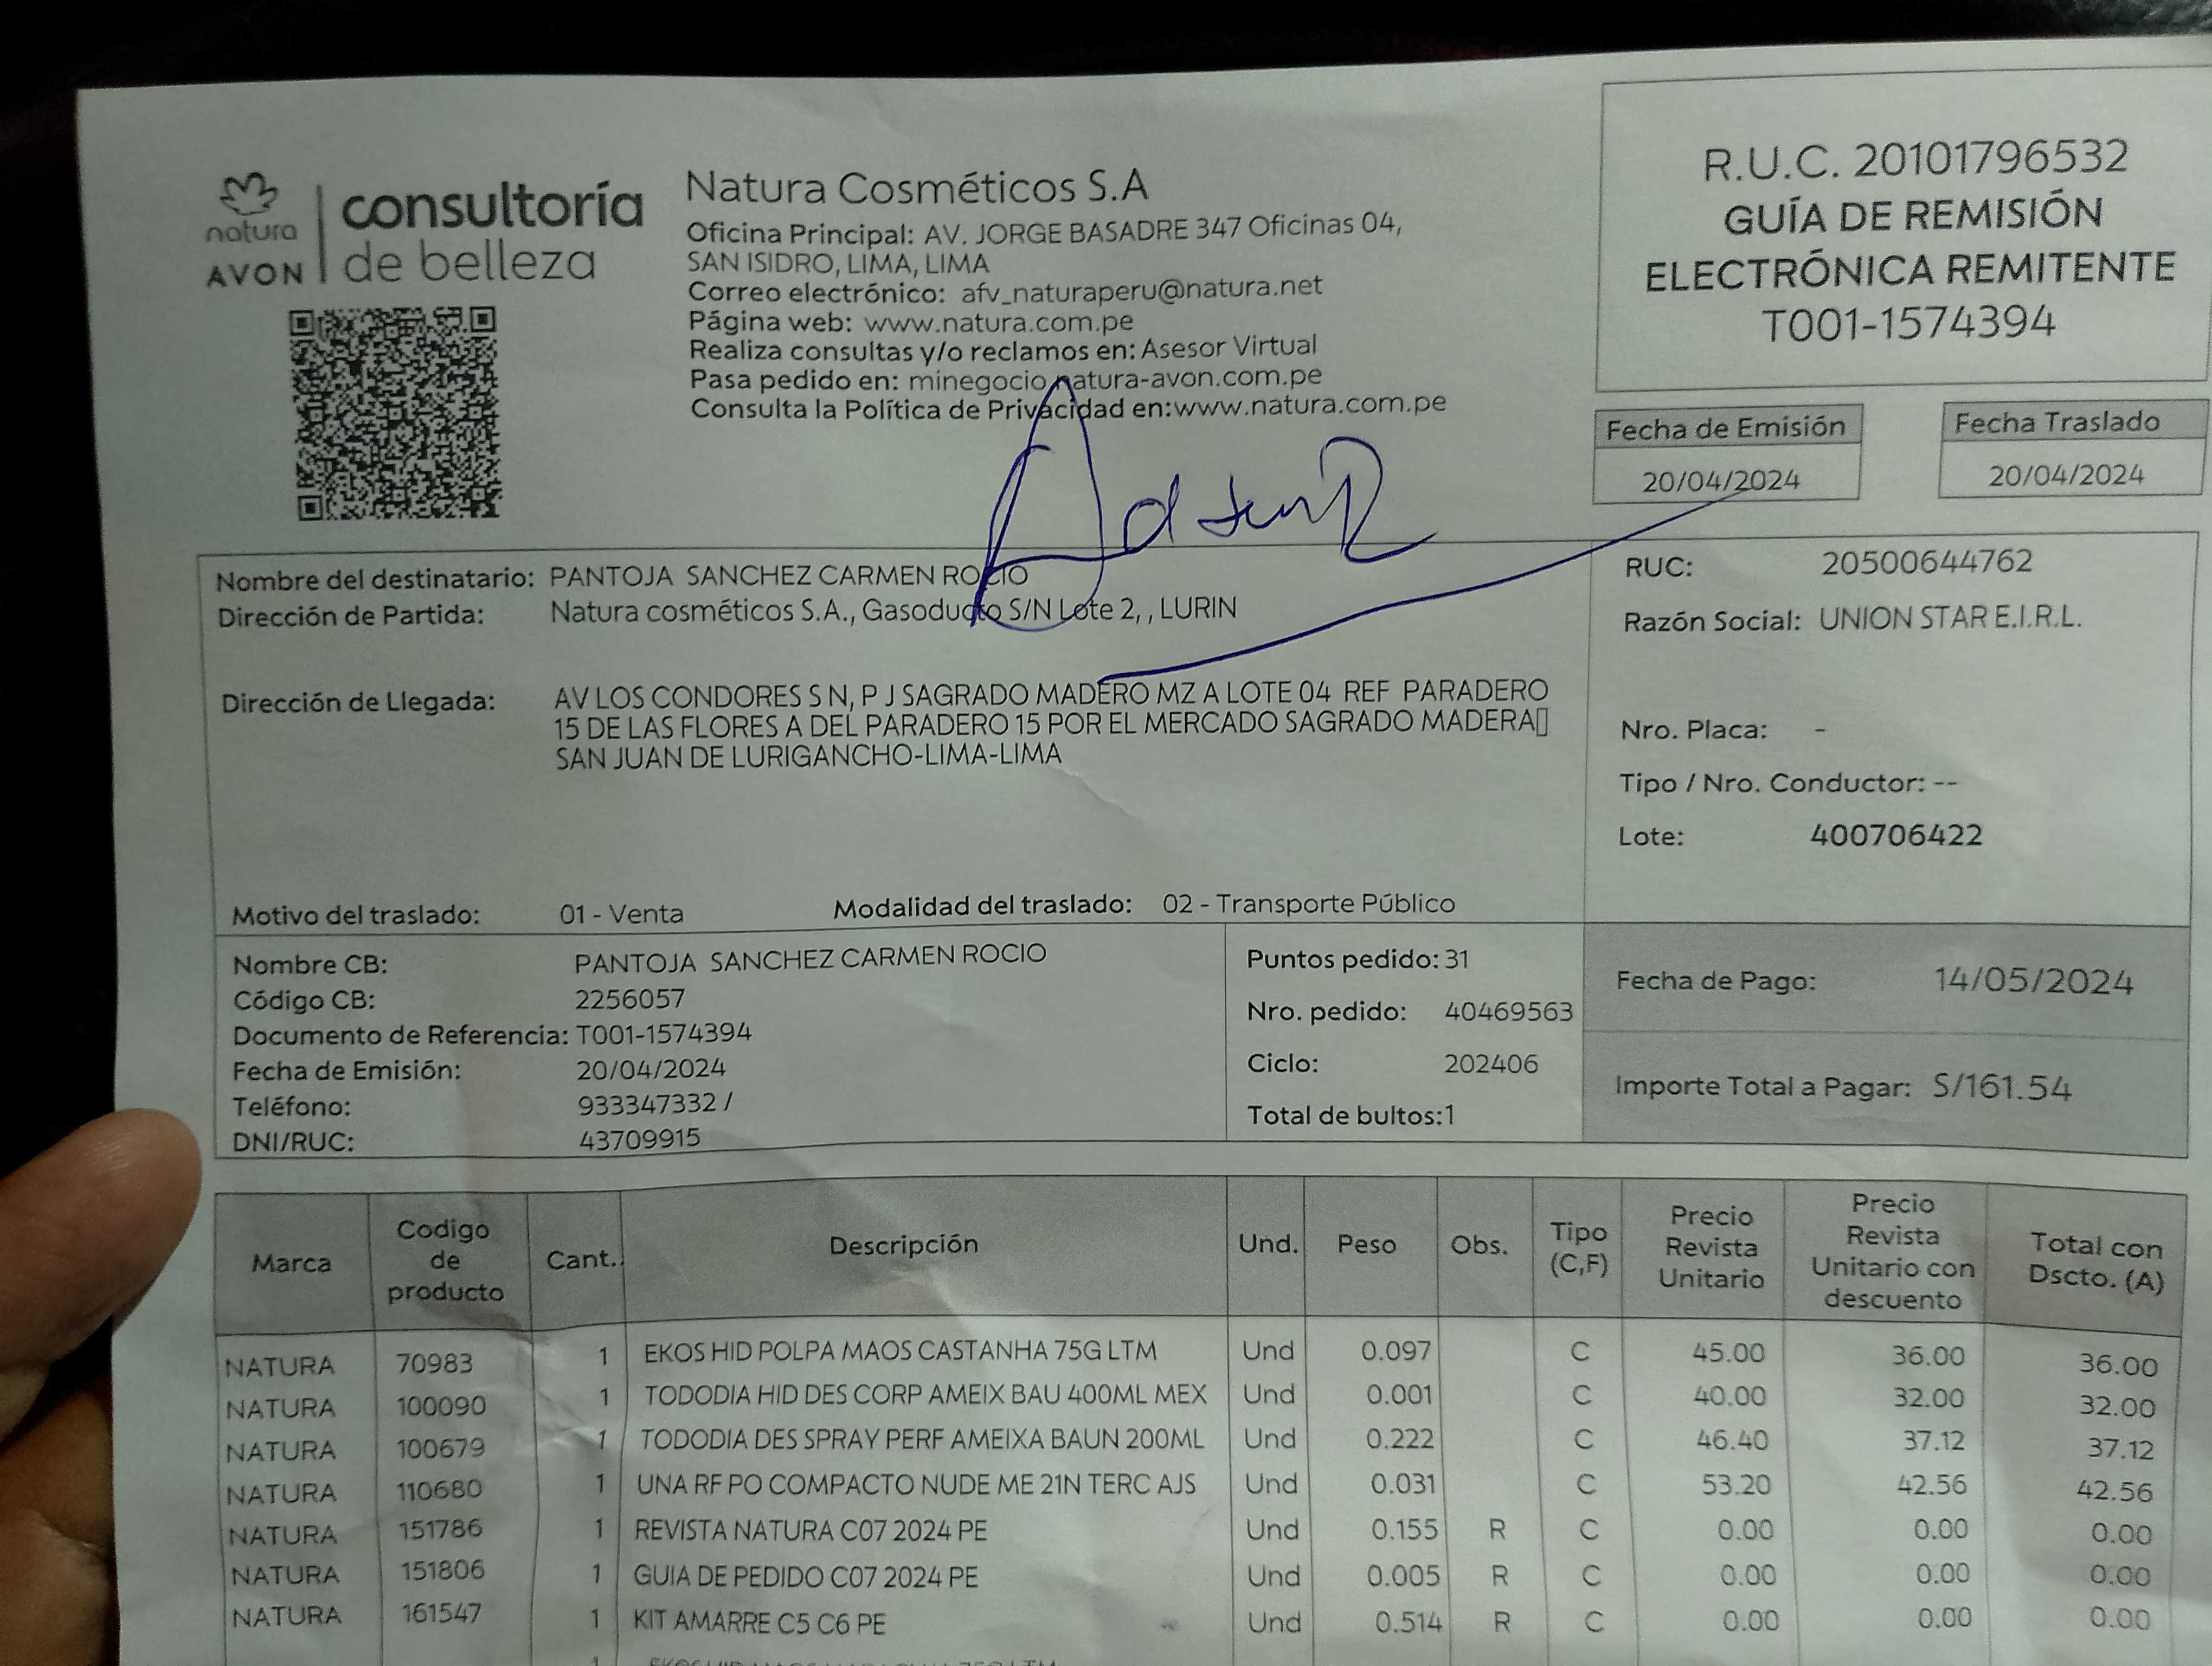 natura
AVON
consultoría
de belleza
Natura Cosméticos S.A
Oficina Principal: AV. JORGE BASADRE 347 Oficinas 04,
SAN ISIDRO, LIMA, LIMA
Correo electrónico: afv_naturaperu@natura.net
Página web: www.natura.com.pe
Realiza consultas y/o reclamos en: Asesor Virtual
Pasa pedido en: minegocio.natura-avon.com.pe
Consulta la Política de Privacidad en:www.natura.com.pe
R.U.C. 20101796532
GUÍA DE REMISIÓN
ELECTRÓNICA REMITENTE
T001-1574394
Fecha de Emisión
20/04/2024
Fecha Traslado
20/04/2024
Nombre del destinatario: PANTOJA SANCHEZ CARMEN ROCIO
Dirección de Partida: Natura cosméticos S.A., Gasoducto S/N Lote 2, , LURIN
Dirección de Llegada: AV LOS CONDORES S N, P J SAGRADO MADERO MZ A LOTE 04 REF PARADERO
15 DE LAS FLORES A DEL PARADERO 15 POR EL MERCADO SAGRADO MADERA
SAN JUAN DE LURIGANCHO-LIMA-LIMA
Motivo del traslado: 01 - Venta Modalidad del traslado: 02 - Transporte Público
RUC: 20500644762
Razón Social: UNION STAR E.I.R.L.
Nro. Placa: -
Tipo / Nro. Conductor: --
Lote: 400706422
Nombre CB: PANTOJA SANCHEZ CARMEN ROCIO
Código CB: 2256057
Documento de Referencia: T001-1574394
Fecha de Emisión: 20/04/2024
Teléfono: 933347332 /
DNI/RUC: 43709915
Puntos pedido: 31
Nro. pedido: 40469563
Ciclo: 202406
Total de bultos:1
Fecha de Pago: 14/05/2024
Importe Total a Pagar: S/161.54
Marca
Codigo
de
producto
Cant.
Descripción
Und.
Peso
Obs.
Tipo
(C,F)
Precio
Revista
Unitario
Precio
Revista
Unitario con
descuento
Total con
Dscto. (A)
NATURA 70983 1 EKOS HID POLPA MAOS CASTANHA 75G LTM Und 0.097 C 45.00 36.00 36.00
NATURA 100090 1 TODODIA HID DES CORP AMEIX BAU 400ML MEX Und 0.001 C 40.00 32.00 32.00
NATURA 100679 1 TODODIA DES SPRAY PERF AMEIXA BAUN 200ML Und 0.222 C 46.40 37.12 37.12
NATURA 110680 1 UNA RF PO COMPACTO NUDE ME 21N TERC AJS Und 0.031 C 53.20 42.56 42.56
NATURA 151786 1 REVISTA NATURA C07 2024 PE Und 0.155 R C 0.00 0.00 0.00
NATURA 151806 1 GUIA DE PEDIDO C07 2024 PE Und 0.005 R C 0.00 0.00 0.00
NATURA 161547 1 KIT AMARRE C5 C6 PE Und 0.514 R C 0.00 0.00 0.00